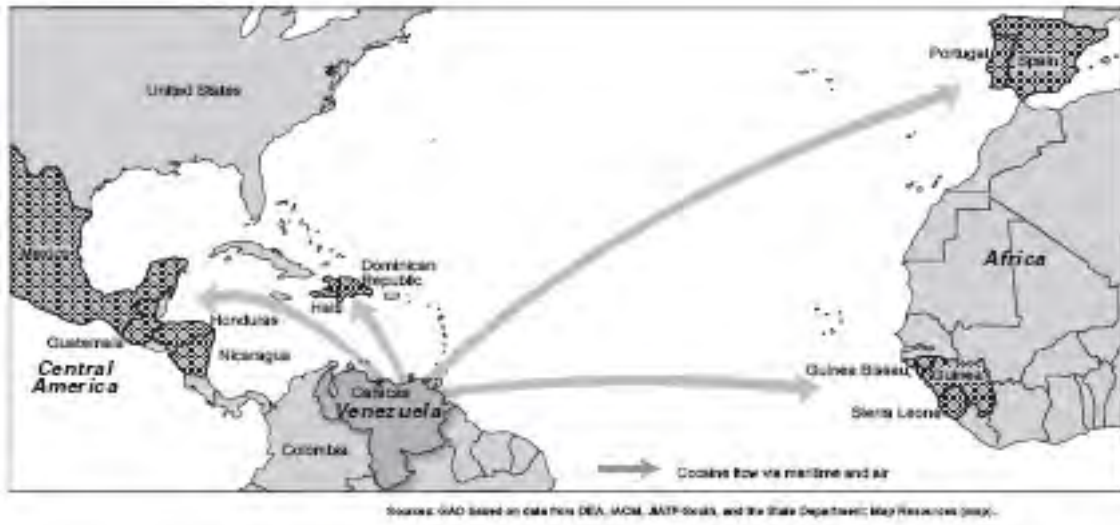 United States
Portugal
Spain
Mexico
Dominican
Republic
Haiti
Honduras
Guatemala
Nicaragua
Central
America
Africa
Guinea Bissau
Guinea
Sierra Leone
Caracas
Venezuela
Colombia
Cocaine flow via maritime and air
Sources: GAO based on data from DEA, IACM, JIATF-South, and the State Department; Map Resources (map).